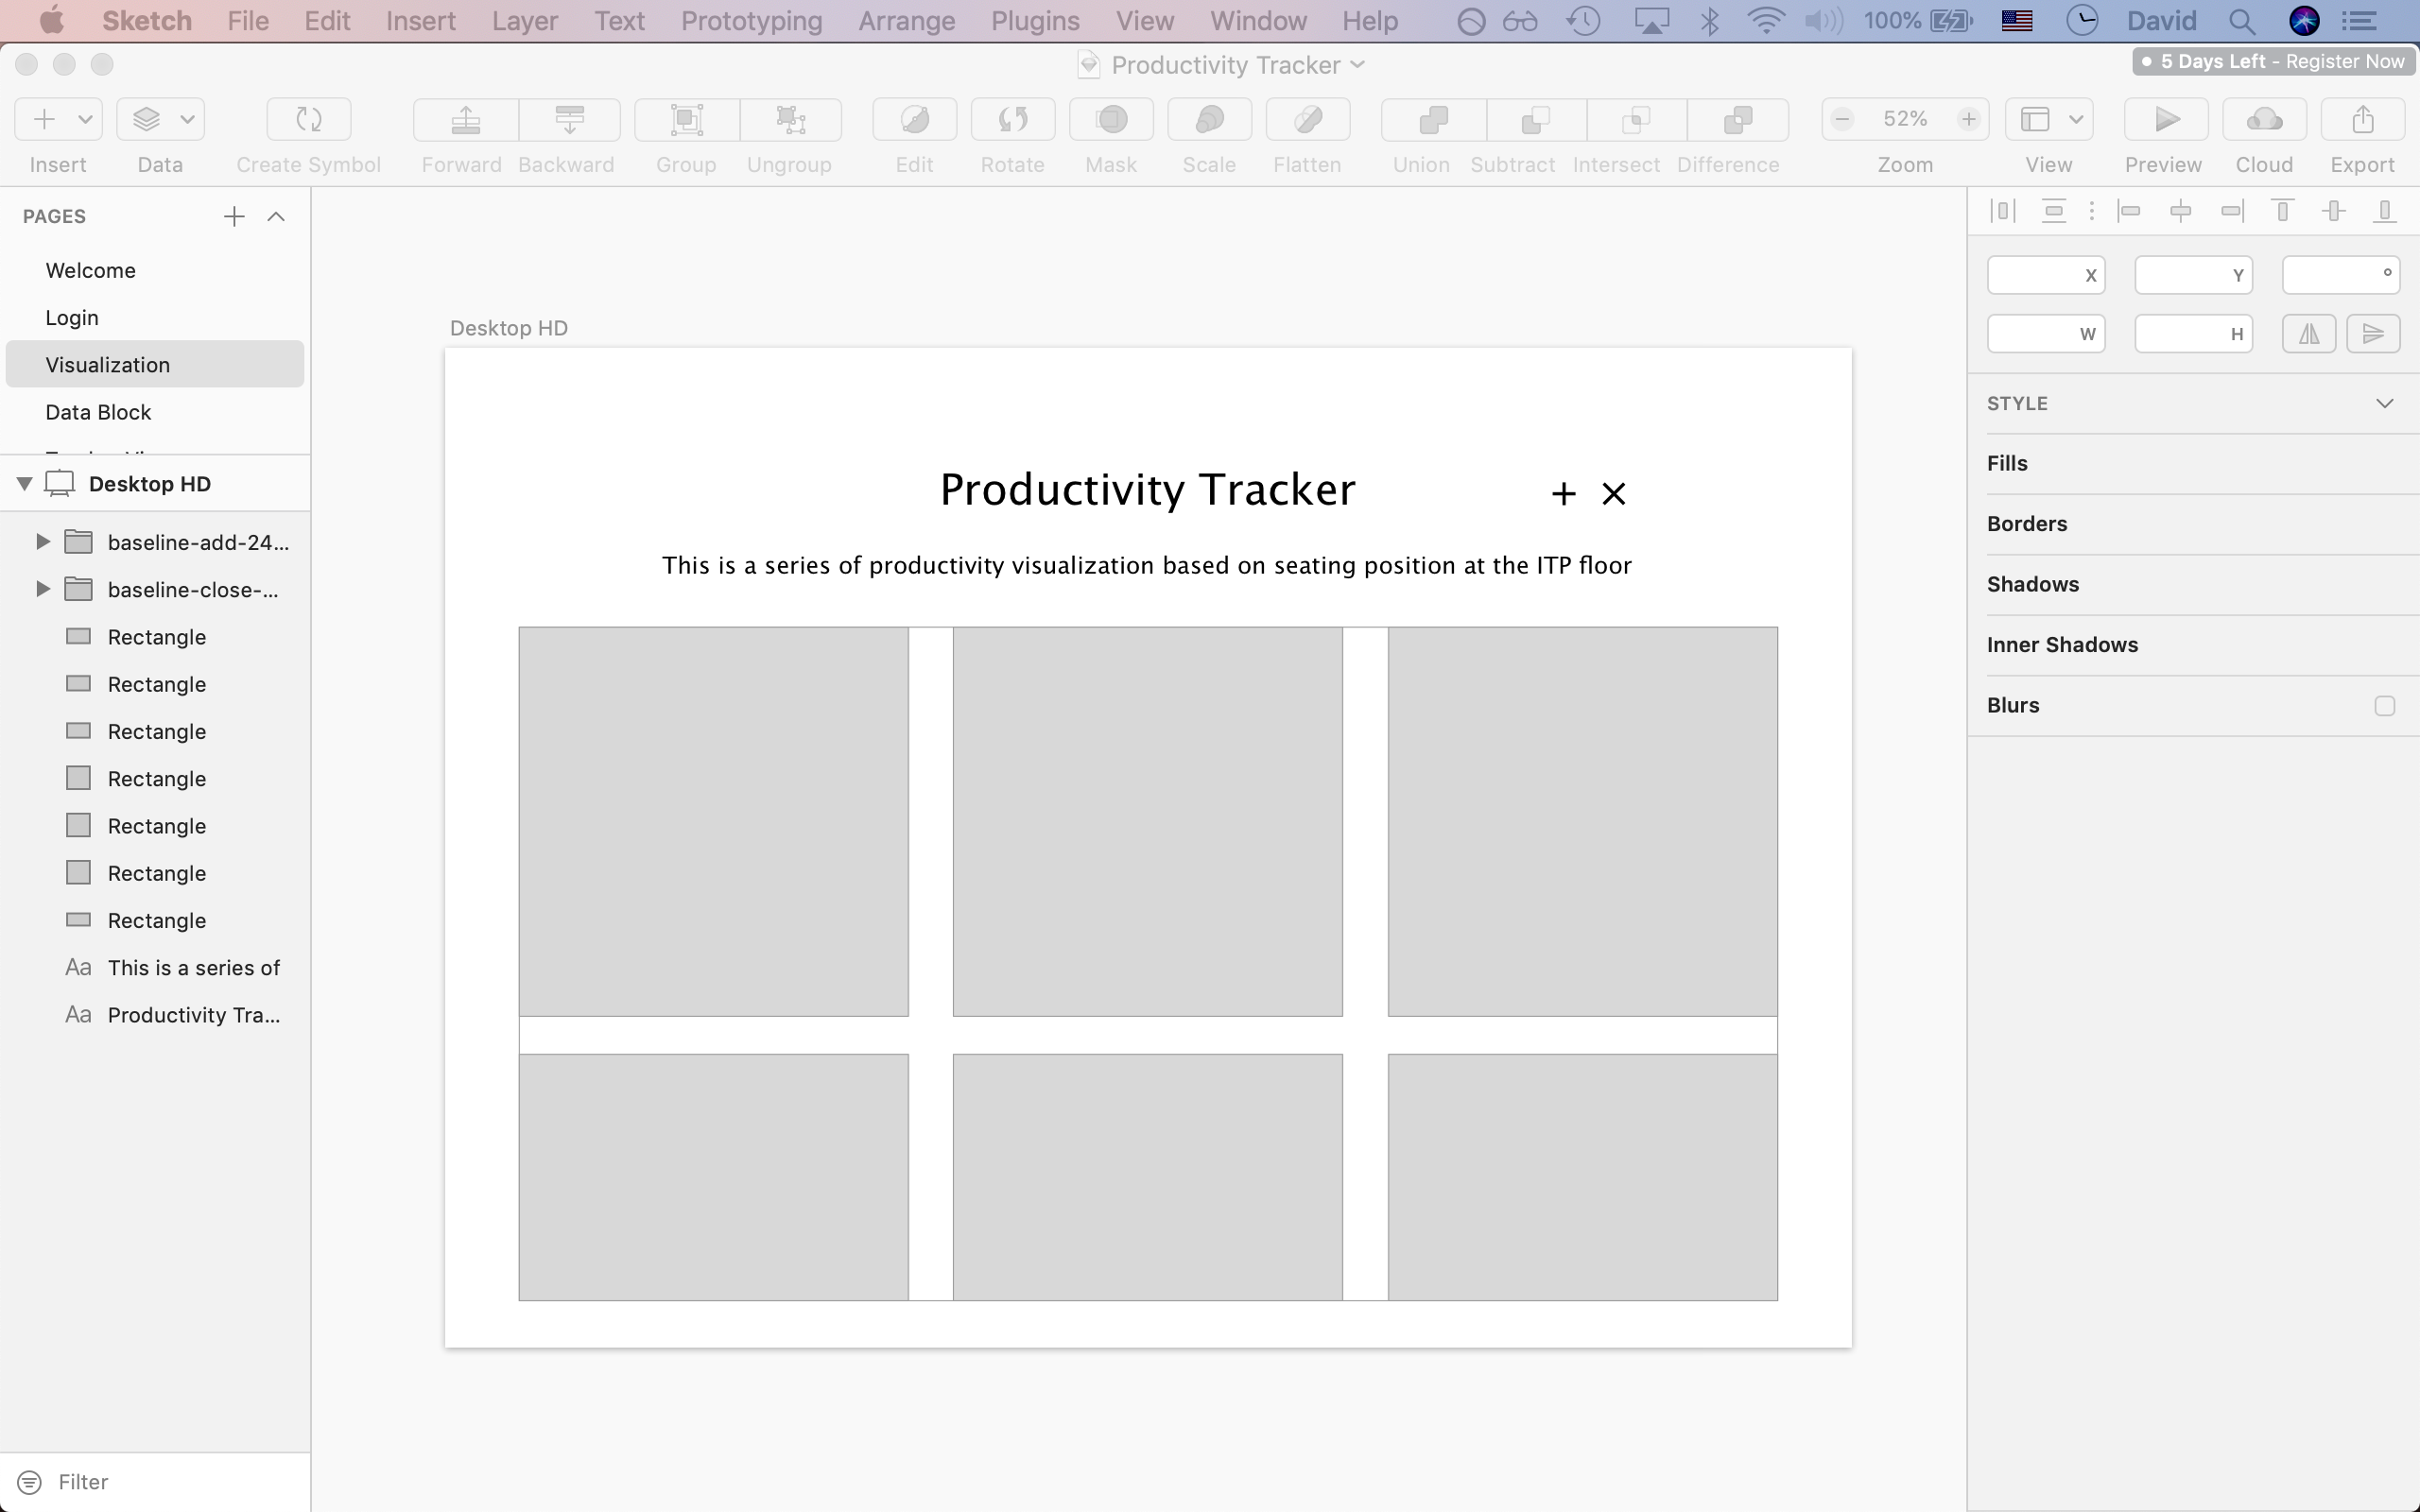 Sketch File Edit Insert Layer Text Prototyping Arrange Plugins View Window Help 100% David
Productivity Tracker
5 Days Left - Register Now
52%
Insert Data Create Symbol Forward Backward Group Ungroup Edit Rotate Mask Scale Flatten Union Subtract Intersect Difference Zoom View Preview Cloud Export
PAGES
Welcome
Login
Visualization
Data Block
Desktop HD
baseline-add-24...
baseline-close-...
Rectangle
Rectangle
Rectangle
Rectangle
Rectangle
Rectangle
Rectangle
Aa This is a series of
Aa Productivity Tra...
Filter
Desktop HD
Productivity Tracker
This is a series of productivity visualization based on seating position at the ITP floor
X Y °
W H
STYLE
Fills
Borders
Shadows
Inner Shadows
Blurs